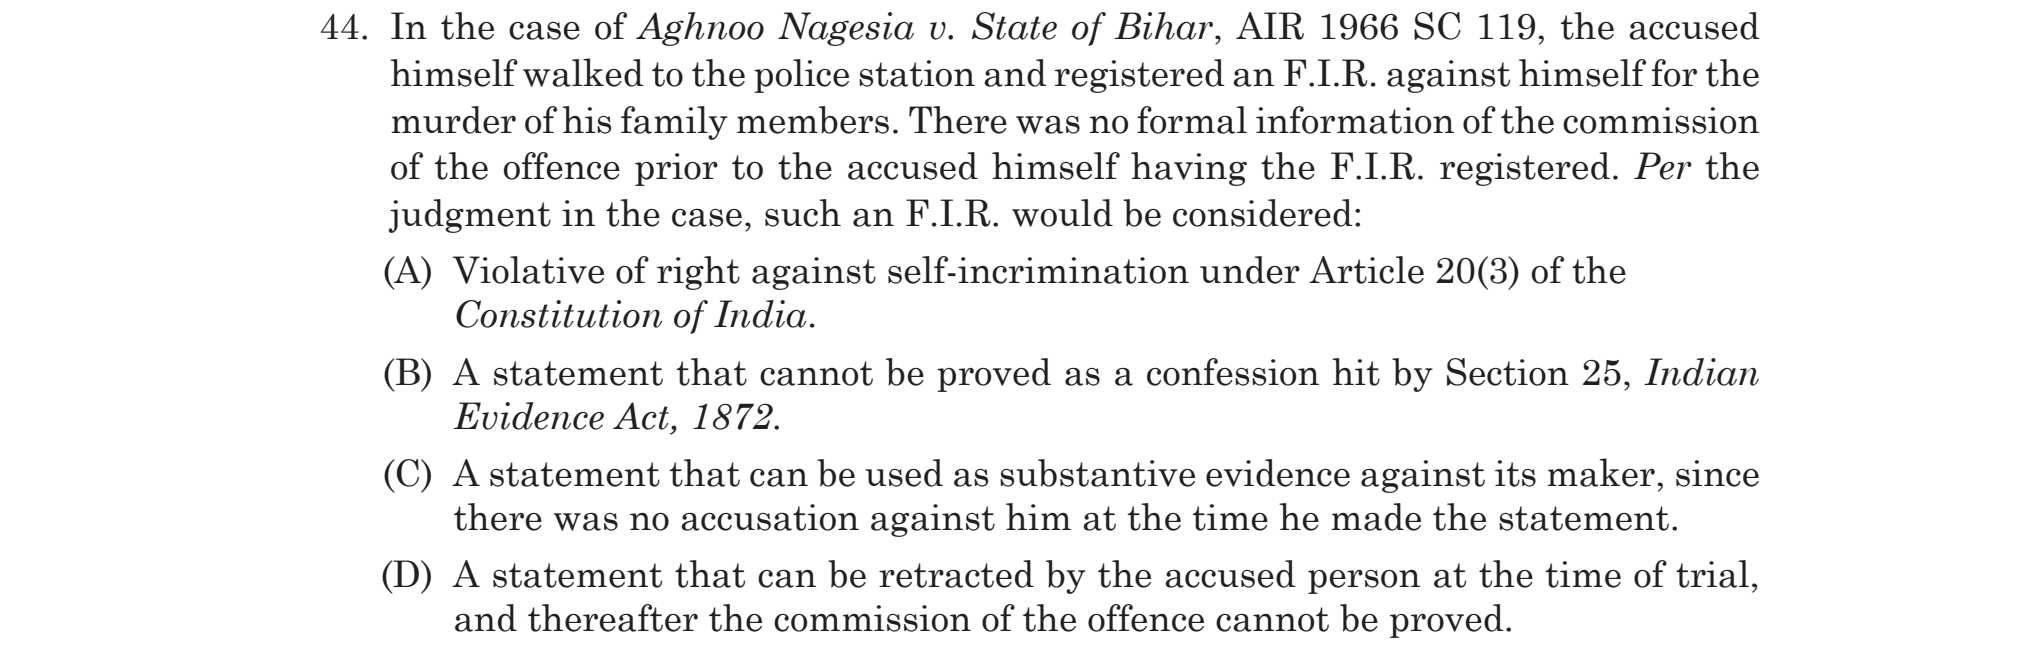 44. In the case of Aghnoo Nagesia v. State of Bihar, AIR 1966 SC 119, the accused
himself walked to the police station and registered an F.I.R. against himself for the
murder of his family members. There was no formal information of the commission
of the offence prior to the accused himself having the F.I.R. registered. Per the
judgment in the case, such an F.I.R. would be considered:
(A) Violative of right against self-incrimination under Article 20(3) of the
Constitution of India.
(B) A statement that cannot be proved as a confession hit by Section 25, Indian
Evidence Act, 1872.
(C) A statement that can be used as substantive evidence against its maker, since
there was no accusation against him at the time he made the statement.
(D) A statement that can be retracted by the accused person at the time of trial,
and thereafter the commission of the offence cannot be proved.